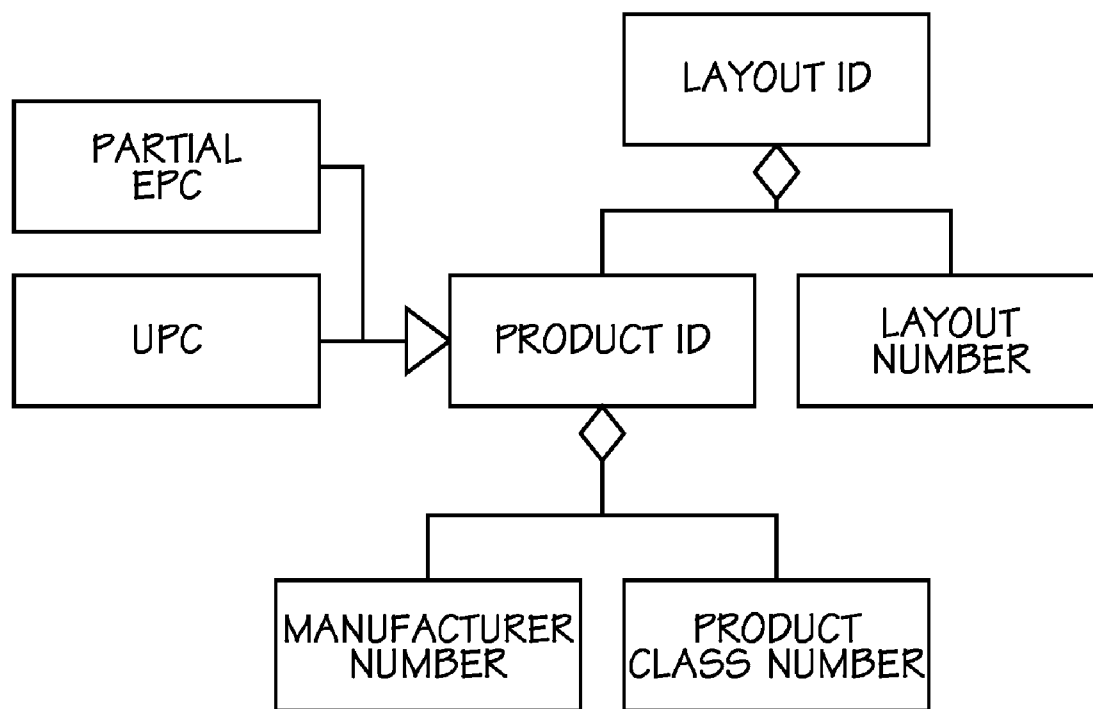 LAYOUT ID
PARTIAL
EPC
UPC
PRODUCT ID
LAYOUT
NUMBER
MANUFACTURER
NUMBER
PRODUCT
CLASS NUMBER